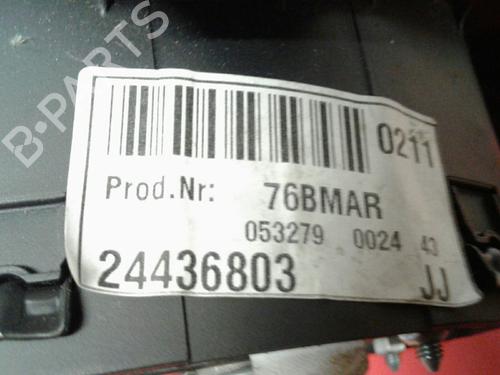 B-PARTS
0211
Prod.Nr: 76BMAR
053279 0024 43
24436803 JJ